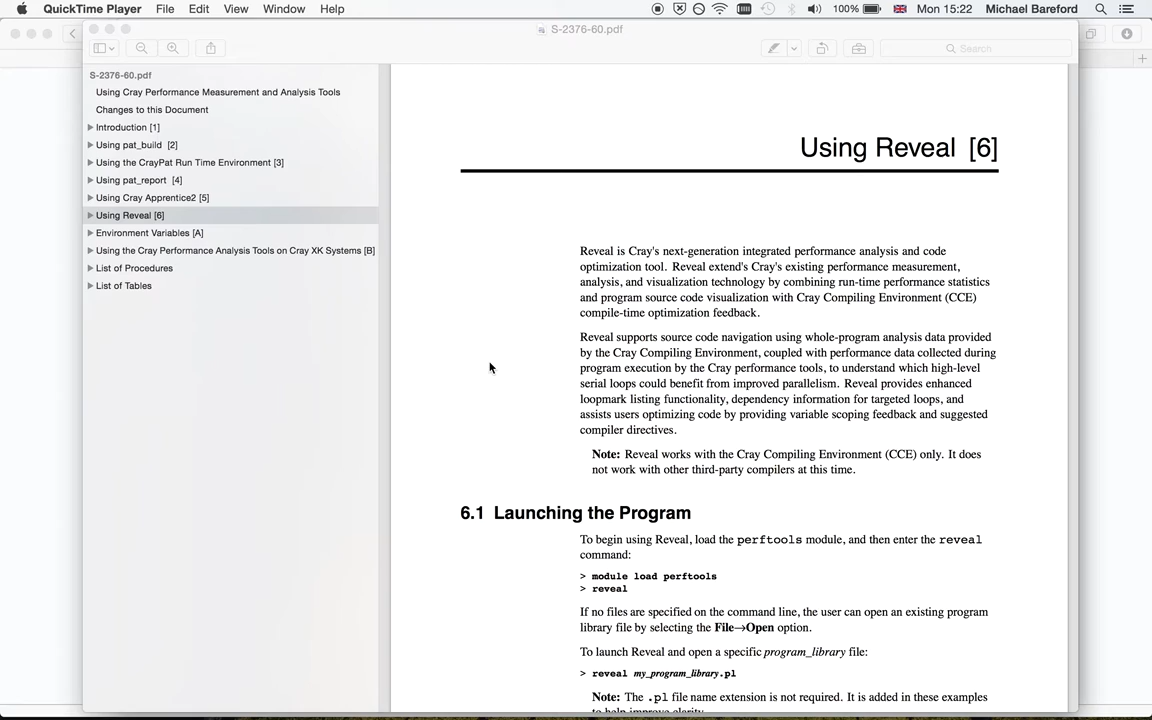 QuickTime Player File Edit View Window Help 100% Mon 15:22 Michael Bareford
S-2376-60.pdf
Search
S-2376-60.pdf
Using Cray Performance Measurement and Analysis Tools
Changes to this Document
Introduction [1]
Using pat_build [2]
Using the CrayPat Run Time Environment [3]
Using pat_report [4]
Using Cray Apprentice2 [5]
Using Reveal [6]
Environment Variables [A]
Using the Cray Performance Analysis Tools on Cray XK Systems [B]
List of Procedures
List of Tables
Using Reveal [6]
Reveal is Cray's next-generation integrated performance analysis and code
optimization tool. Reveal extend's Cray's existing performance measurement,
analysis, and visualization technology by combining run-time performance statistics
and program source code visualization with Cray Compiling Environment (CCE)
compile-time optimization feedback.
Reveal supports source code navigation using whole-program analysis data provided
by the Cray Compiling Environment, coupled with performance data collected during
program execution by the Cray performance tools, to understand which high-level
serial loops could benefit from improved parallelism. Reveal provides enhanced
loopmark listing functionality, dependency information for targeted loops, and
assists users optimizing code by providing variable scoping feedback and suggested
compiler directives.
Note: Reveal works with the Cray Compiling Environment (CCE) only. It does
not work with other third-party compilers at this time.
6.1 Launching the Program
To begin using Reveal, load the perftools module, and then enter the reveal
command:
> module load perftools
> reveal
If no files are specified on the command line, the user can open an existing program
library file by selecting the File→Open option.
To launch Reveal and open a specific program_library file:
> reveal my_program_library.pl
Note: The .pl file name extension is not required. It is added in these examples
to help improve clarity.